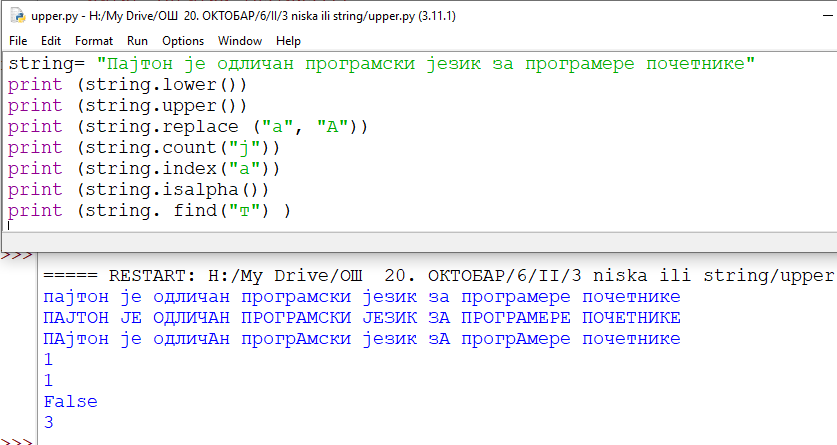 upper.py - H:/My Drive/ОШ  20. ОКТОБАР/6/II/3 niska ili string/upper.py (3.11.1)
File Edit Format Run Options Window Help
string= "Пајтон је одличан програмски језик за програмере почетнике"
print (string.lower())
print (string.upper())
print (string.replace ("а", "А"))
print (string.count("ј"))
print (string.index("а"))
print (string.isalpha())
print (string. find("т") )
>>>
===== RESTART: H:/My Drive/ОШ  20. ОКТОБАР/6/II/3 niska ili string/upper
пајтон је одличан програмски језик за програмере почетнике
ПАЈТОН ЈЕ ОДЛИЧАН ПРОГРАМСКИ ЈЕЗИК ЗА ПРОГРАМЕРЕ ПОЧЕТНИКЕ
ПАјтон је одличАн прогрАмски језик зА прогрАмере почетнике
1
1
False
3
>>>